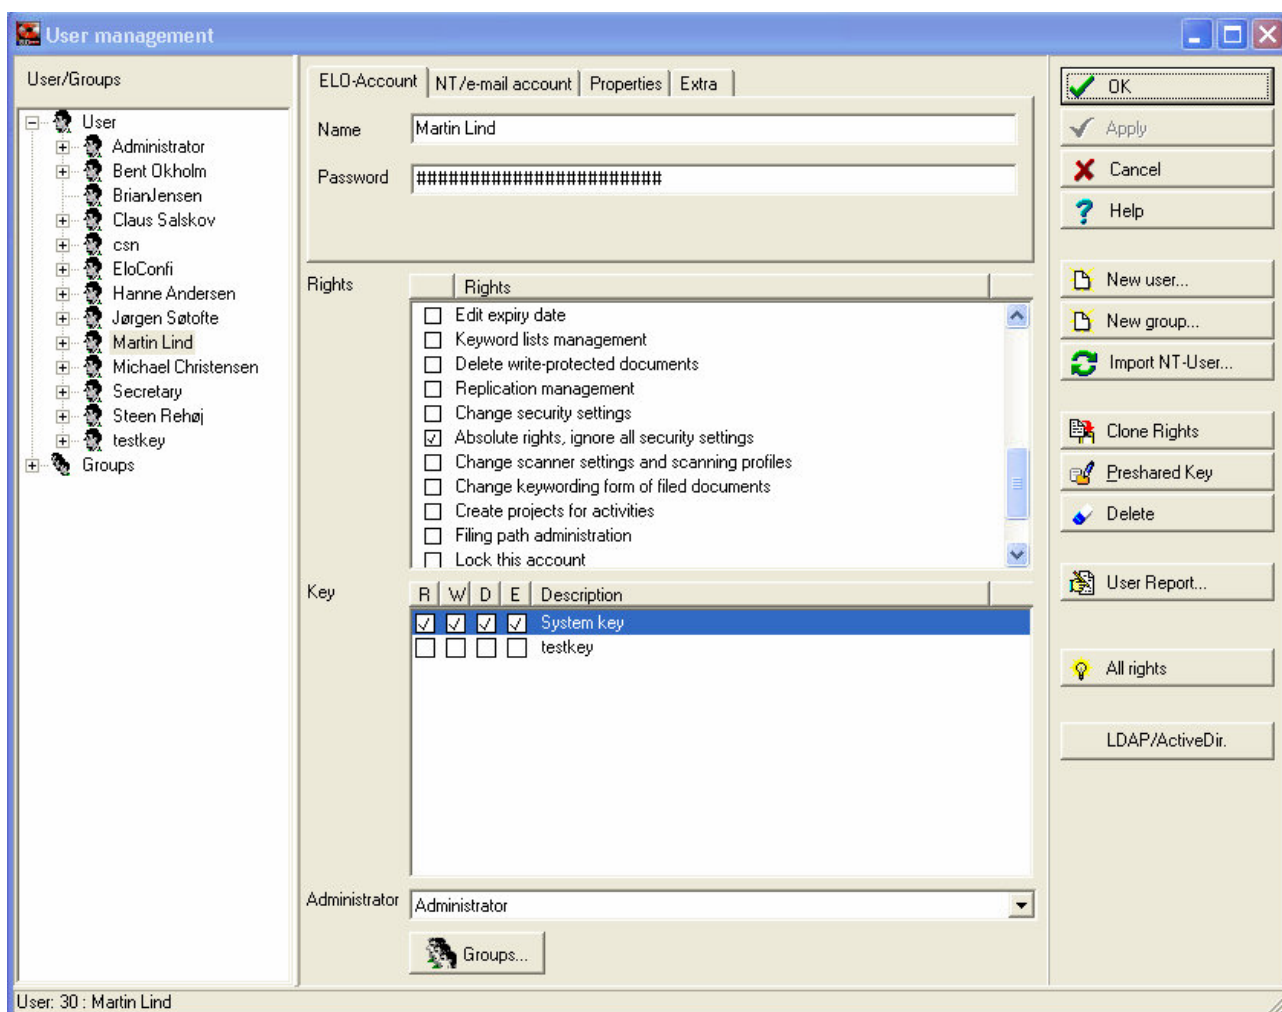 User management
User/Groups
User
Administrator
Bent Okholm
BrianJensen
Claus Salskov
csn
EloConfi
Hanne Andersen
Jørgen Søtofte
Martin Lind
Michael Christensen
Secretary
Steen Rehøj
testkey
Groups
ELO-Account
NT/e-mail account
Properties
Extra
Name
Martin Lind
Password
#######################
Rights
Rights
Edit expiry date
Keyword lists management
Delete write-protected documents
Replication management
Change security settings
Absolute rights, ignore all security settings
Change scanner settings and scanning profiles
Change keywording form of filed documents
Create projects for activities
Filing path administration
Lock this account
Key
R W D E Description
System key
testkey
Administrator
Administrator
Groups...
OK
Apply
Cancel
Help
New user...
New group...
Import NT-User...
Clone Rights
Preshared Key
Delete
User Report...
All rights
LDAP/ActiveDir.
User: 30 : Martin Lind